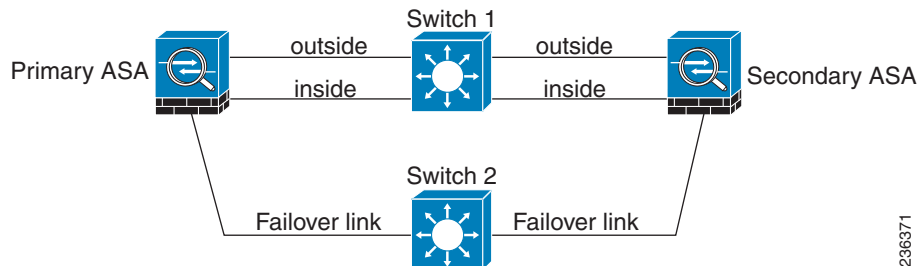 Switch 1
outside
outside
Primary ASA
Secondary ASA
inside
inside
Switch 2
Failover link
Failover link
236371